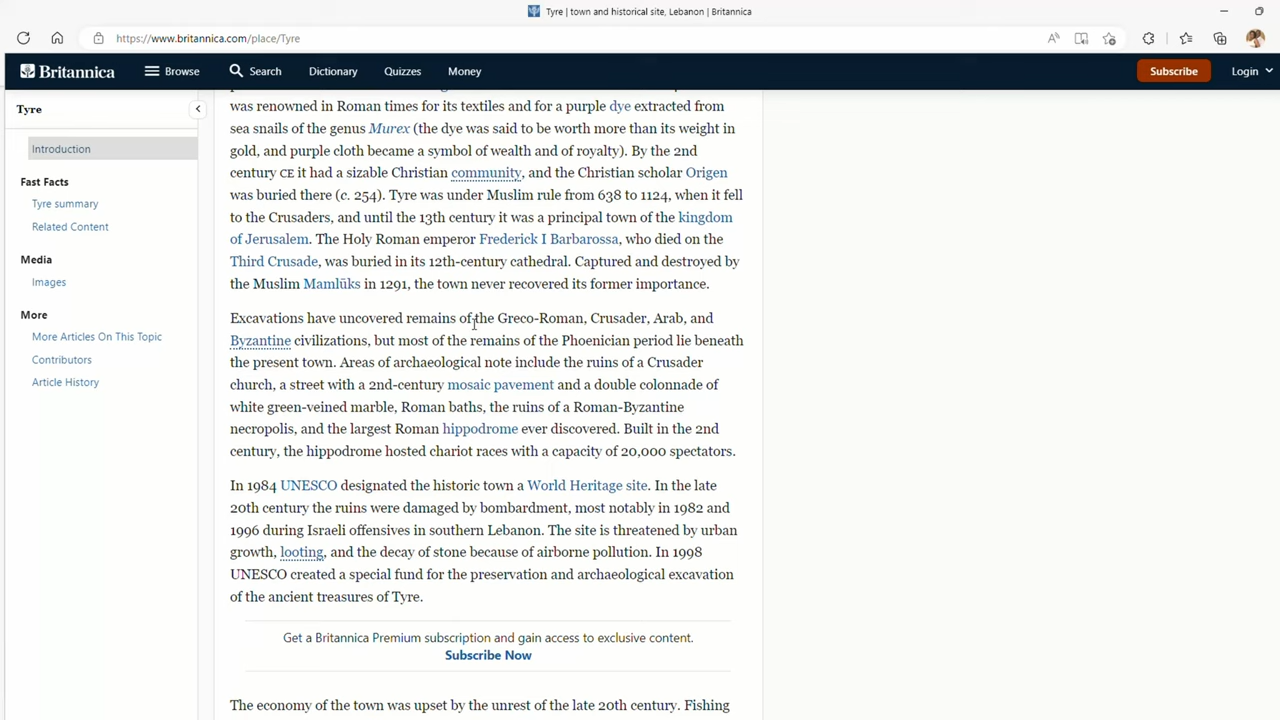 Tyre | town and historical site, Lebanon | Britannica
https://www.britannica.com/place/Tyre
Britannica
Browse
Search
Dictionary
Quizzes
Money
Subscribe
Login
Tyre
Introduction
Fast Facts
Tyre summary
Related Content
Media
Images
More
More Articles On This Topic
Contributors
Article History
was renowned in Roman times for its textiles and for a purple dye extracted from
sea snails of the genus Murex (the dye was said to be worth more than its weight in
gold, and purple cloth became a symbol of wealth and of royalty). By the 2nd
century CE it had a sizable Christian community, and the Christian scholar Origen
was buried there (c. 254). Tyre was under Muslim rule from 638 to 1124, when it fell
to the Crusaders, and until the 13th century it was a principal town of the kingdom
of Jerusalem. The Holy Roman emperor Frederick I Barbarossa, who died on the
Third Crusade, was buried in its 12th-century cathedral. Captured and destroyed by
the Muslim Mamlūks in 1291, the town never recovered its former importance.
Excavations have uncovered remains of the Greco-Roman, Crusader, Arab, and
Byzantine civilizations, but most of the remains of the Phoenician period lie beneath
the present town. Areas of archaeological note include the ruins of a Crusader
church, a street with a 2nd-century mosaic pavement and a double colonnade of
white green-veined marble, Roman baths, the ruins of a Roman-Byzantine
necropolis, and the largest Roman hippodrome ever discovered. Built in the 2nd
century, the hippodrome hosted chariot races with a capacity of 20,000 spectators.
In 1984 UNESCO designated the historic town a World Heritage site. In the late
20th century the ruins were damaged by bombardment, most notably in 1982 and
1996 during Israeli offensives in southern Lebanon. The site is threatened by urban
growth, looting, and the decay of stone because of airborne pollution. In 1998
UNESCO created a special fund for the preservation and archaeological excavation
of the ancient treasures of Tyre.
Get a Britannica Premium subscription and gain access to exclusive content.
Subscribe Now
The economy of the town was upset by the unrest of the late 20th century. Fishing